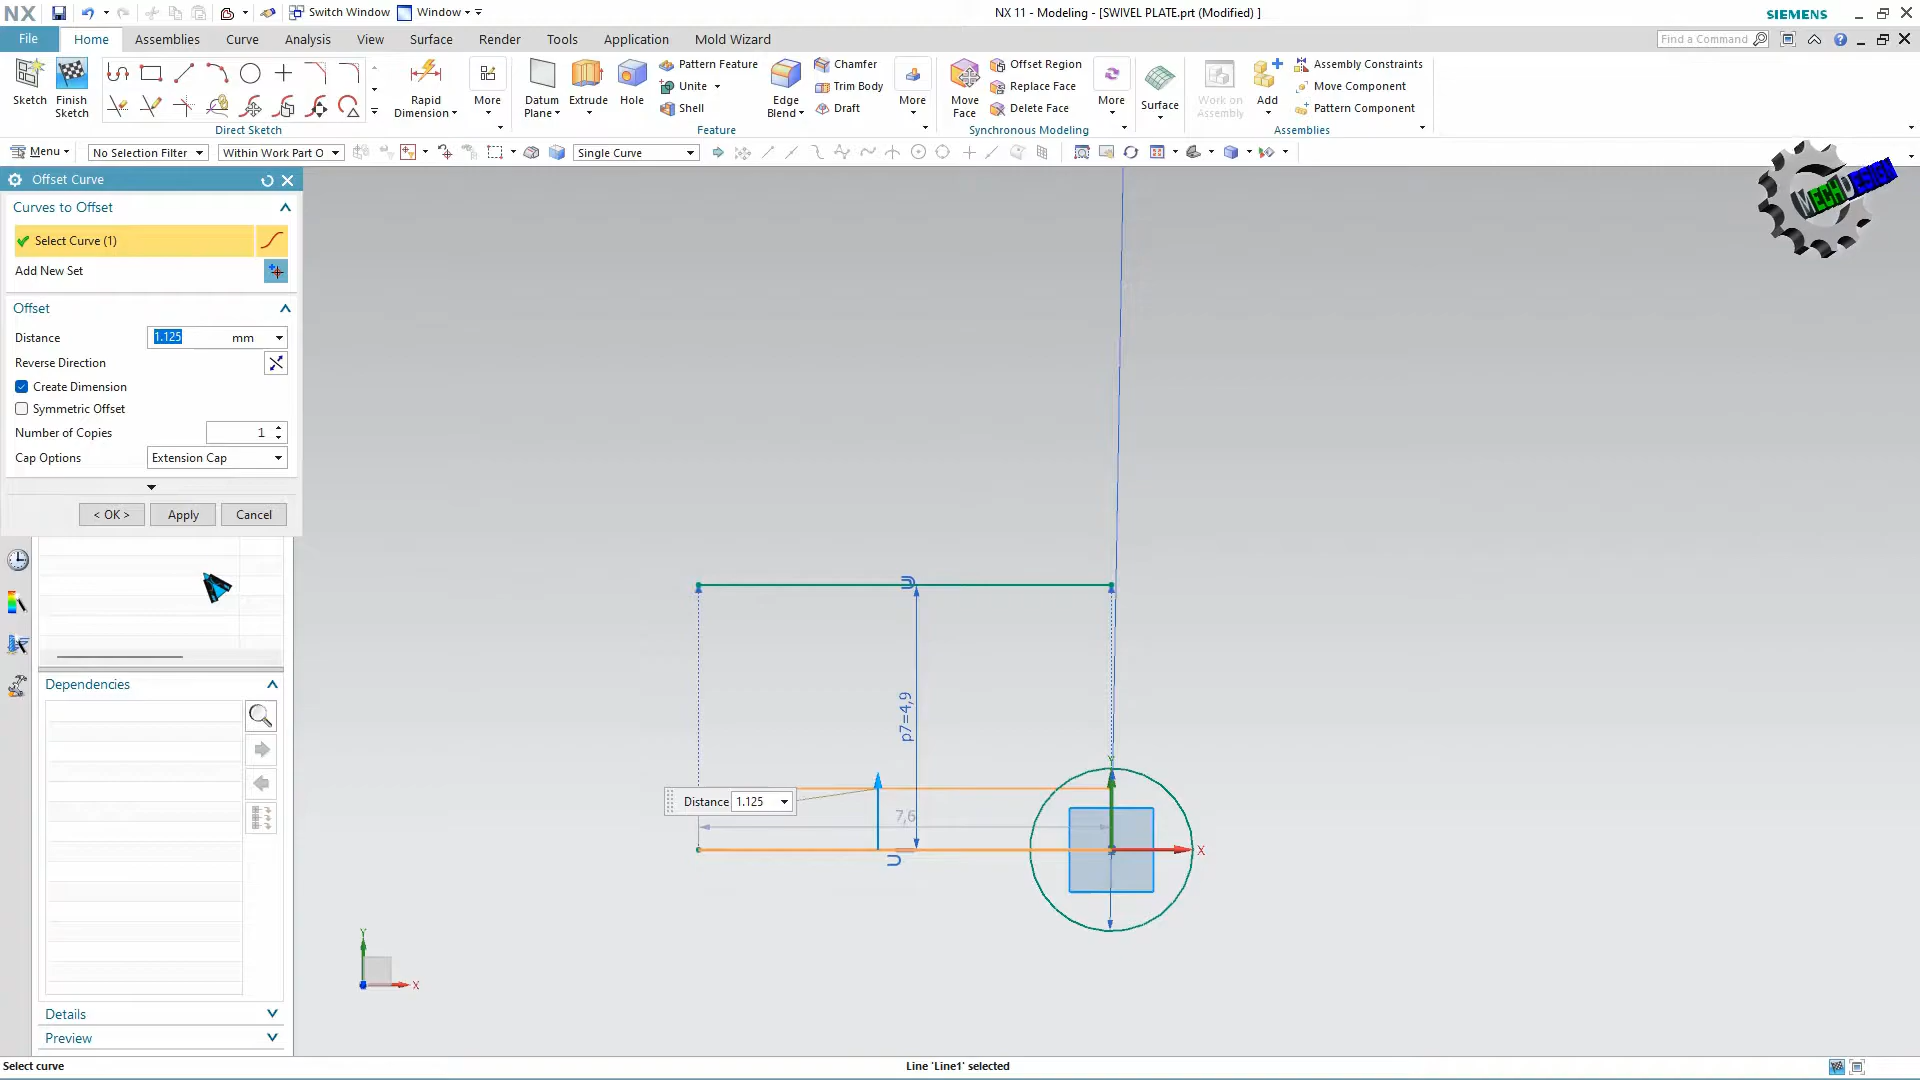 NX
Switch Window
Window
NX 11 - Modeling - [SWIVEL PLATE.prt (Modified) ]
SIEMENS
File
Home
Assemblies
Curve
Analysis
View
Surface
Render
Tools
Application
Mold Wizard
Find a Command
Sketch
Finish
Sketch
Direct Sketch
Rapid
Dimension
More
Datum
Plane
Extrude
Hole
Pattern Feature
Unite
Shell
Edge
Blend
Chamfer
Trim Body
Draft
More
Feature
Move
Face
Offset Region
Replace Face
Delete Face
More
Synchronous Modeling
Surface
Work on
Assembly
Add
Assembly Constraints
Move Component
Pattern Component
Assemblies
Menu
No Selection Filter
Within Work Part O
Single Curve
MECHDESIGN
Offset Curve
Curves to Offset
Select Curve (1)
Add New Set
Offset
Distance
1.125
mm
Reverse Direction
Create Dimension
Symmetric Offset
Number of Copies
1
Cap Options
Extension Cap
< OK >
Apply
Cancel
p7=4,9
Distance
1.125
7,6
Y
X
Y
X
Dependencies
Details
Preview
Select curve
Line 'Line1' selected